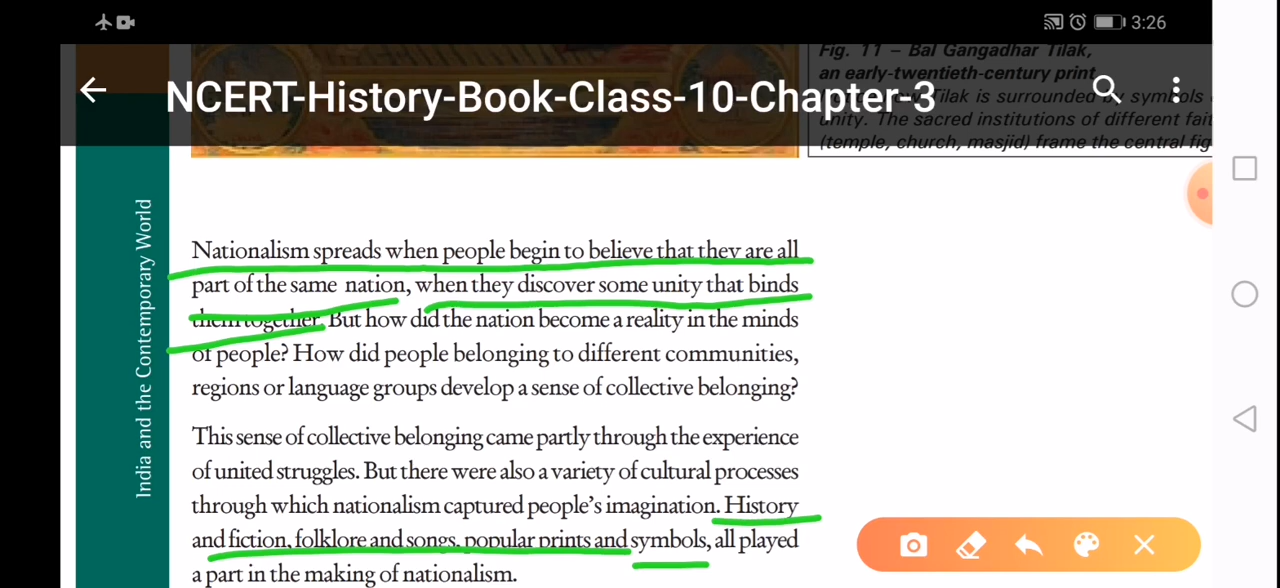 3:26
NCERT-History-Book-Class-10-Chapter-3
Fig. 11 – Bal Gangadhar Tilak,
an early-twentieth-century print
Tilak is surrounded by symbols
unity. The sacred institutions of different
(temple, church, masjid) frame the central
India and the Contemporary World
Nationalism spreads when people begin to believe that they are all
part of the same nation, when they discover some unity that binds
them together. But how did the nation become a reality in the minds
of people? How did people belonging to different communities,
regions or language groups develop a sense of collective belonging?
This sense of collective belonging came partly through the experience
of united struggles. But there were also a variety of cultural processes
through which nationalism captured people's imagination. History
and fiction, folklore and songs, popular prints and symbols, all played
a part in the making of nationalism.